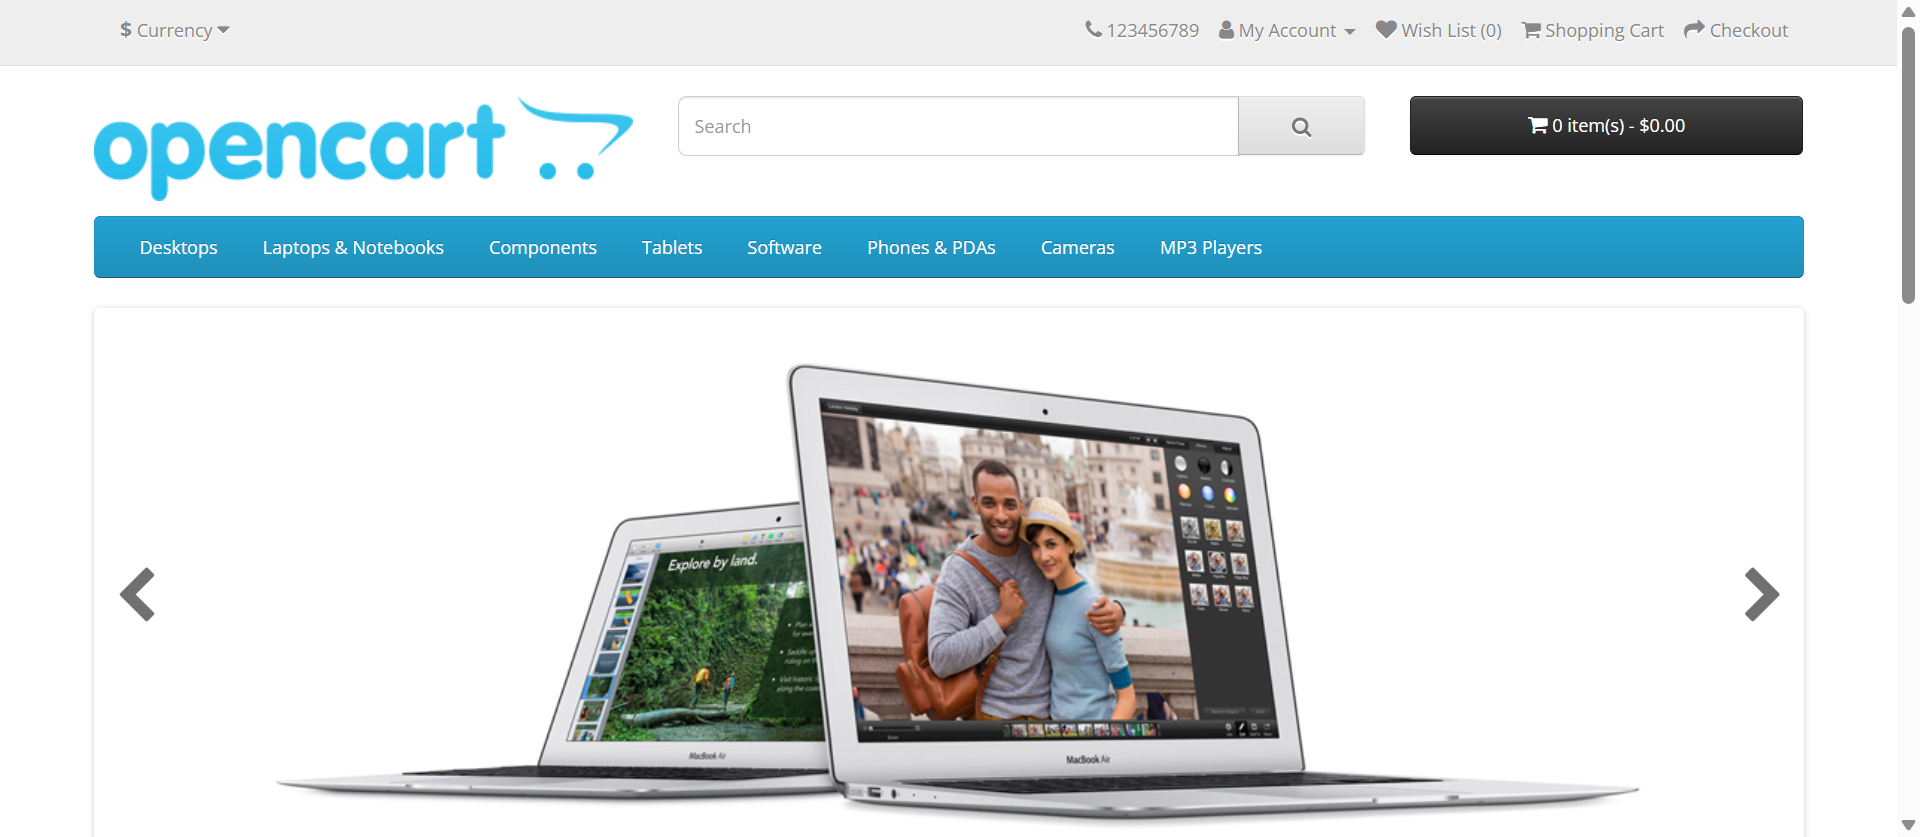 $ Currency
123456789 My Account Wish List (0) Shopping Cart Checkout
opencart
Search
0 item(s) - $0.00
Desktops Laptops & Notebooks Components Tablets Software Phones & PDAs Cameras MP3 Players
Explore by land.
MacBook Air
MacBook Air